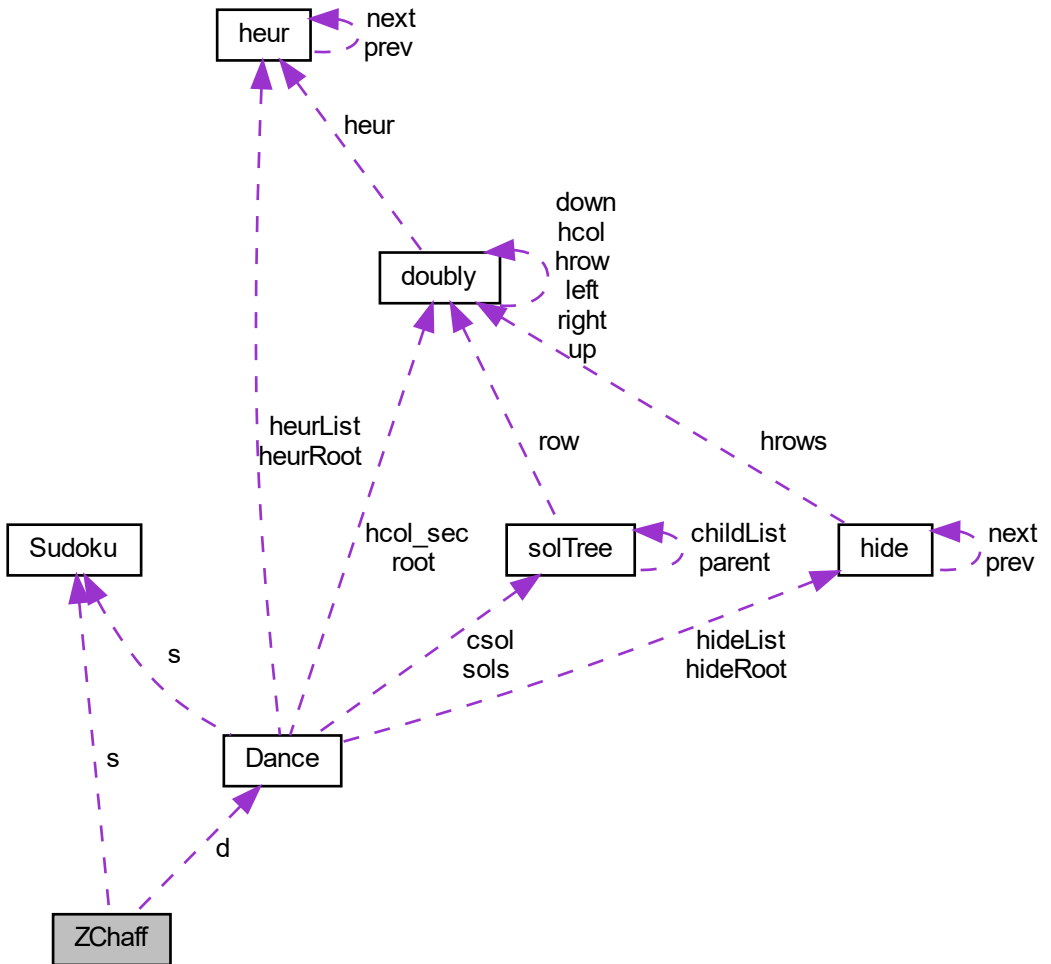 heur
next
prev
heur
doubly
down
hcol
hrow
left
right
up
heurList
heurRoot
hcol_sec
root
row
hrows
Sudoku
solTree
childList
parent
hide
next
prev
s
csol
sols
hideList
hideRoot
Dance
s
d
ZChaff